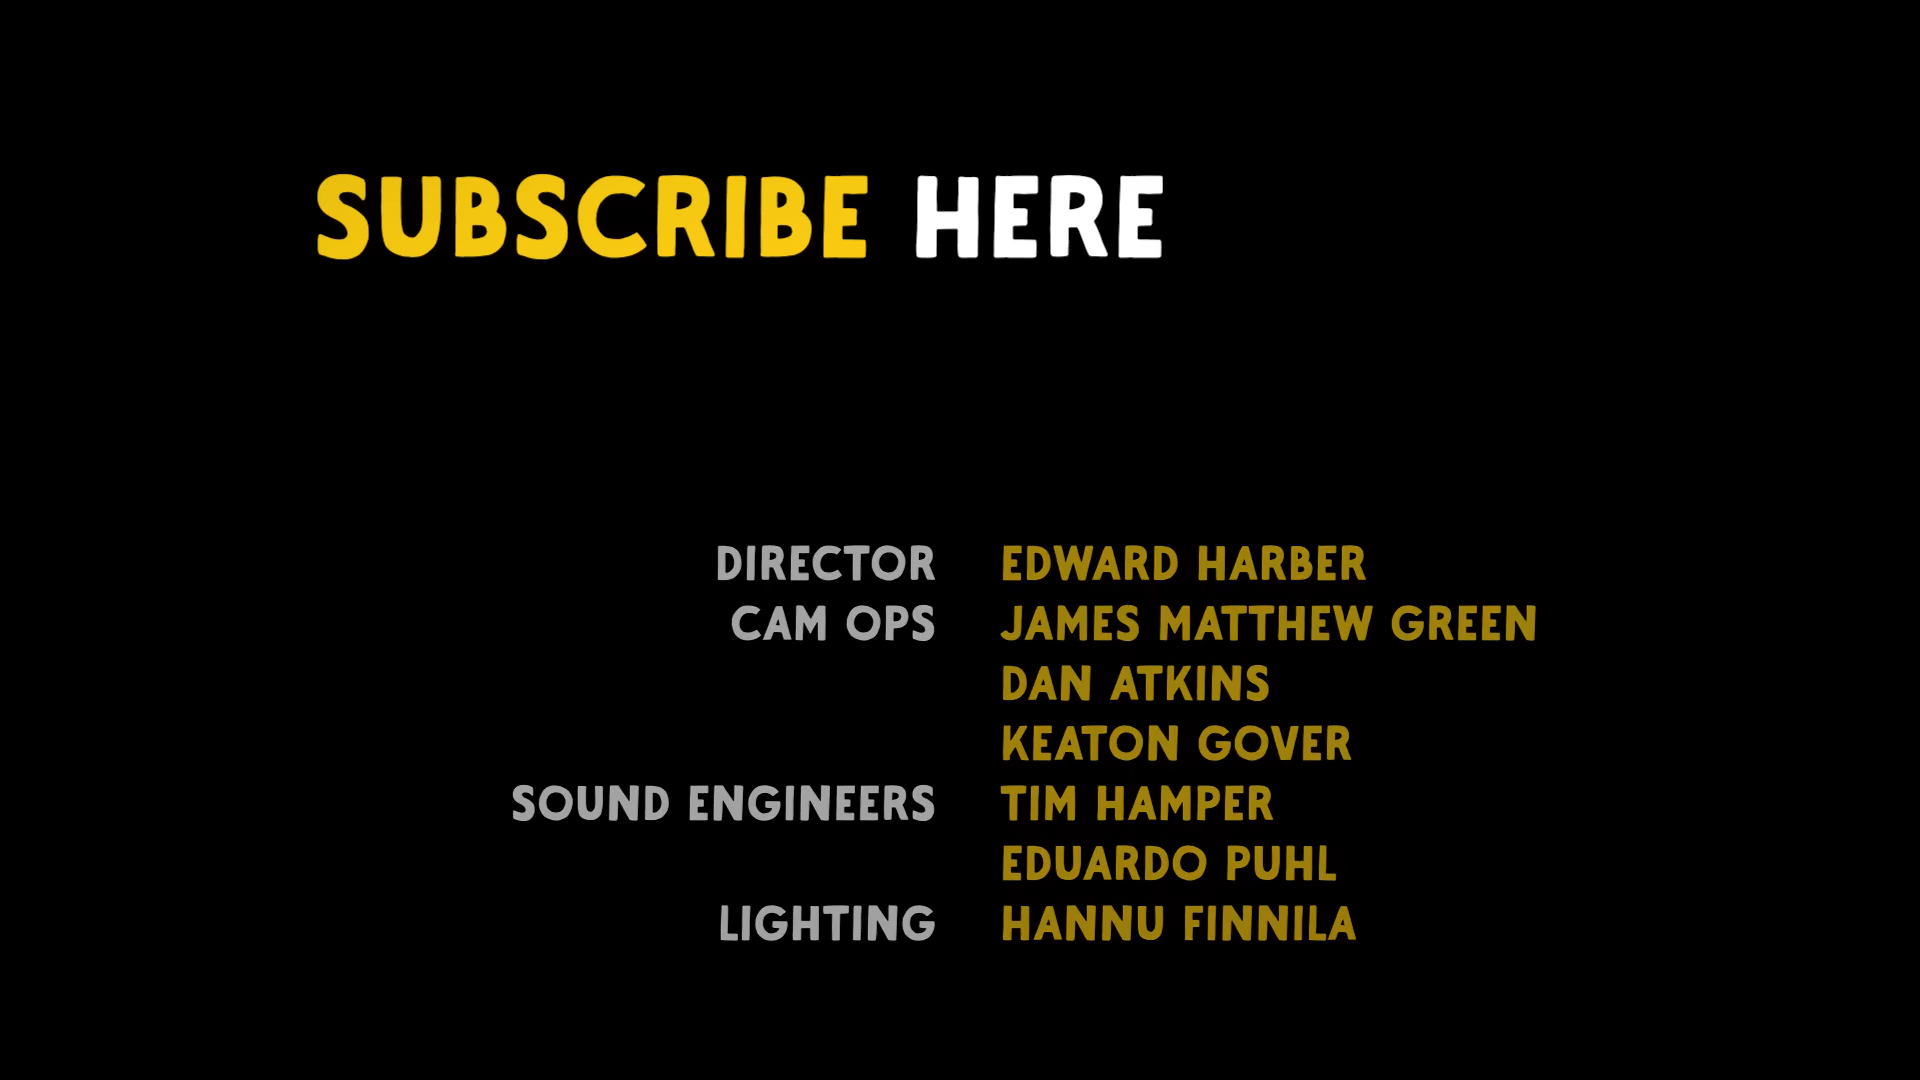 SUBSCRIBE HERE
DIRECTOR EDWARD HARBER
CAM OPS JAMES MATTHEW GREEN
DAN ATKINS
KEATON GOVER
SOUND ENGINEERS TIM HAMPER
EDUARDO PUHL
LIGHTING HANNU FINNILA